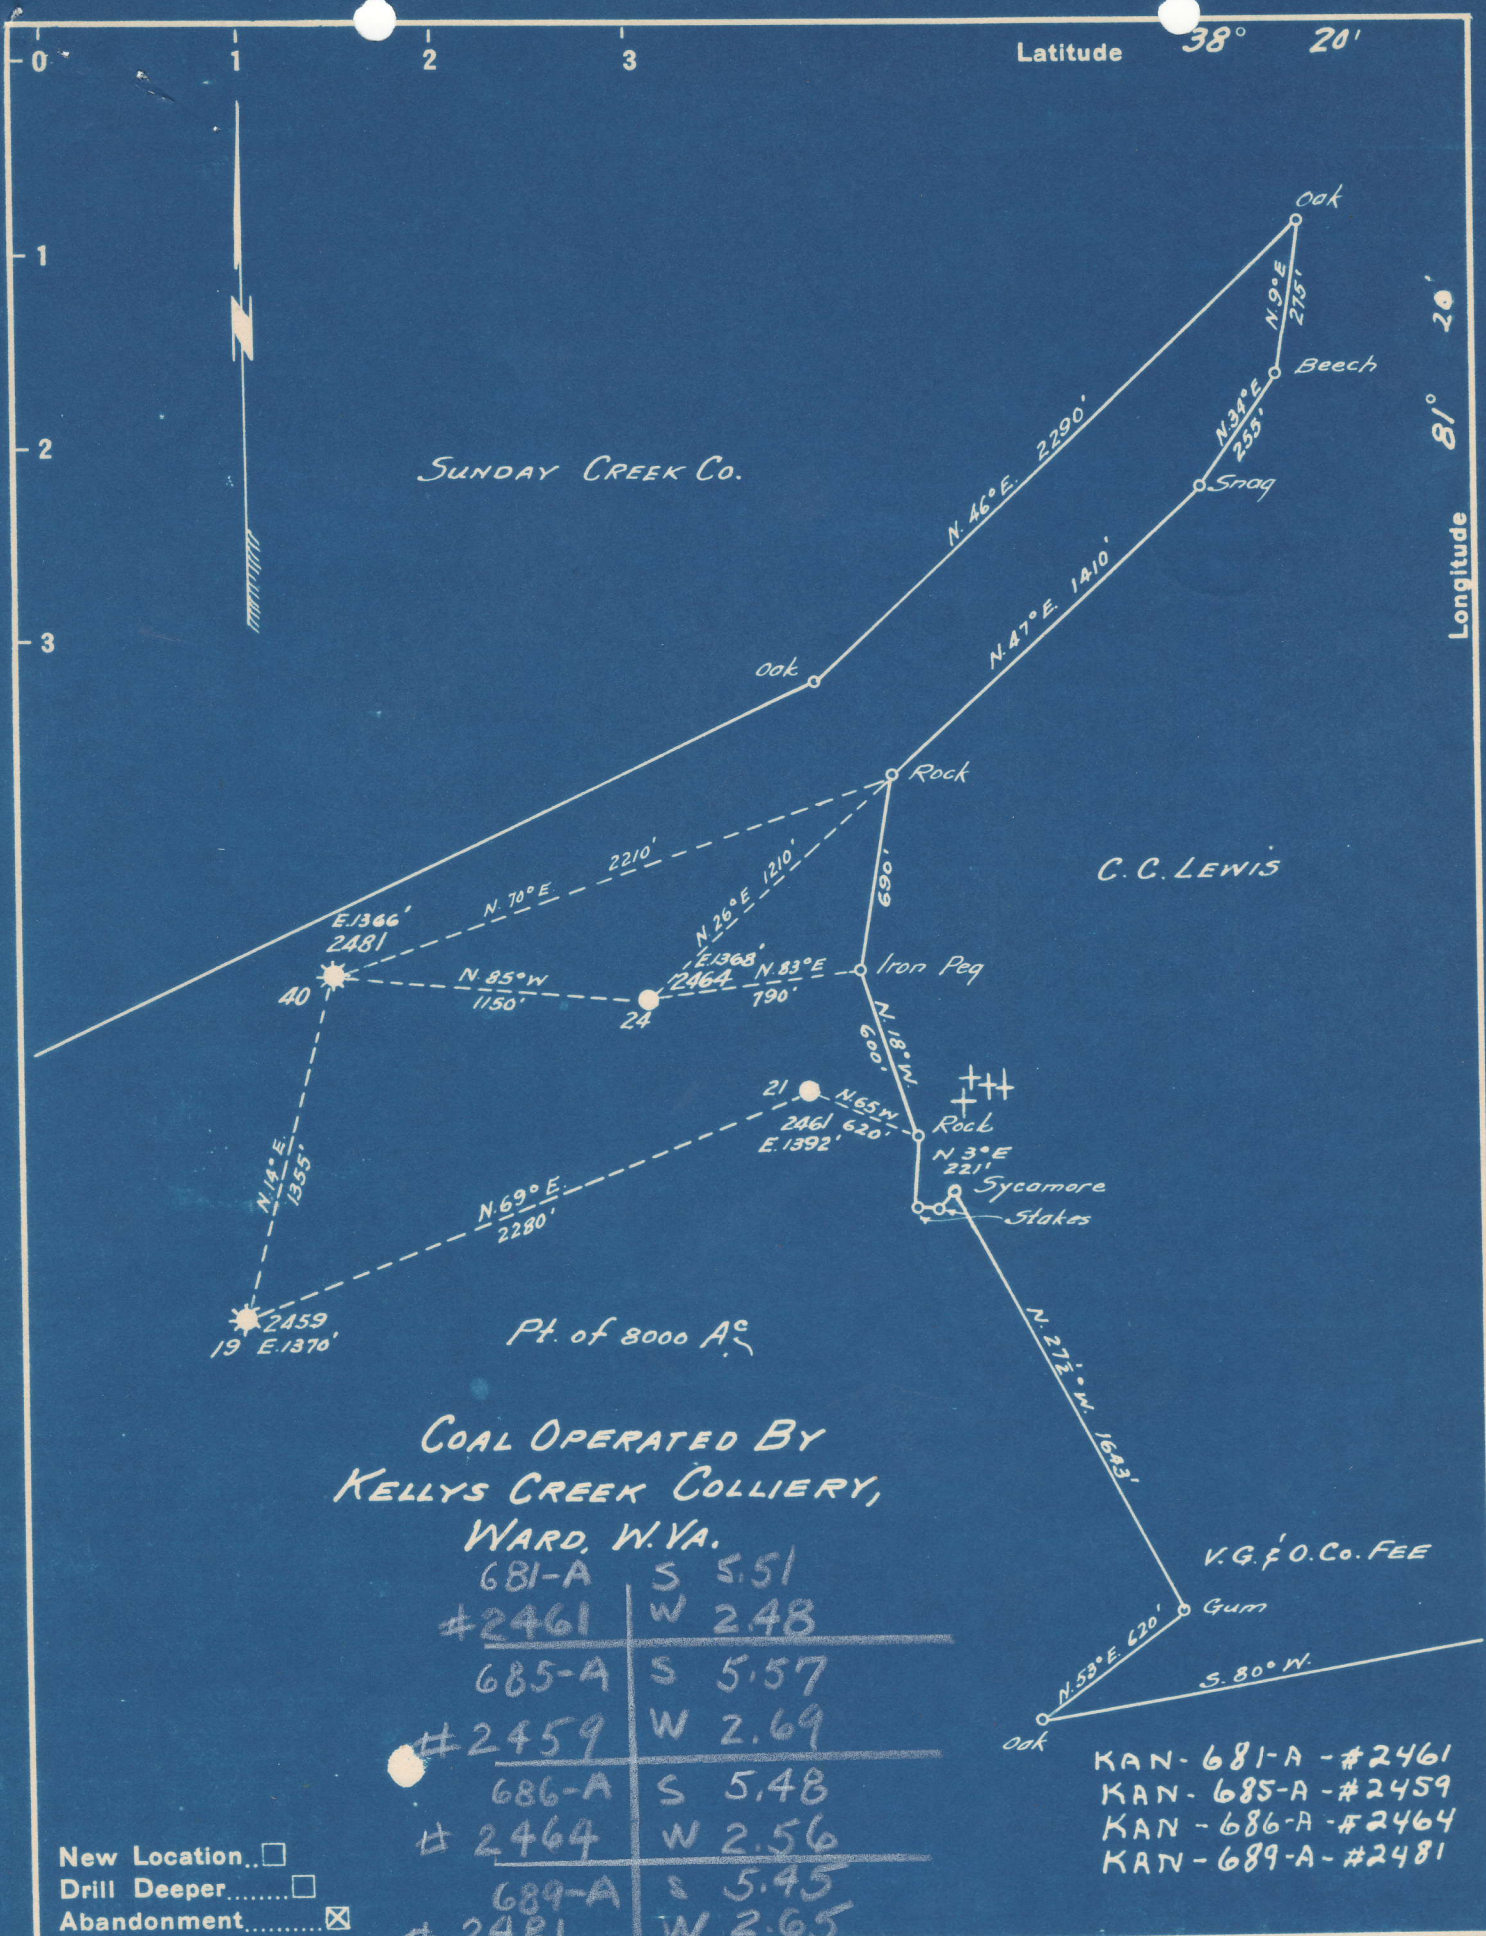 0 1 2 3 Latitude 38° 20'
1
2
3
81° 20'
Longitude
Oak
N. 9° E
275'
Beech
N. 34° E
255'
Snag
SUNDAY CREEK CO.
N. 46° E. 2290'
N. 47° E. 1410'
Oak
Rock
N. 70° E. 2210'
N. 26° E 1210'
690'
C. C. LEWIS
E. 1366'
2481
40
N. 85° W
1150'
E. 1368'
2464
24
N. 83° E
790'
Iron Peg
N. 18° W.
600'
21
2461
E. 1392'
N. 65 W
620'
Rock
N 3° E
221'
Sycamore
Stakes
N. 14° E.
1355'
N. 69° E.
2280'
2459
19 E. 1370'
Pt. of 8000 Ac
N. 27½° W. 1643'
COAL OPERATED BY
KELLYS CREEK COLLIERY,
WARD, W. VA.
V. G. & O. Co. FEE
Gum
N. 53° E. 620'
S. 80° W.
Oak
681-A S 5.51
#2461 W 2.48
685-A S 5.57
#2459 W 2.69
686-A S 5.48
#2464 W 2.56
689-A S 5.45
#2481 W 2.65
KAN-681-A-#2461
KAN-685-A-#2459
KAN-686-A-#2464
KAN-689-A-#2481
New Location..
Drill Deeper........
Abandonment..........